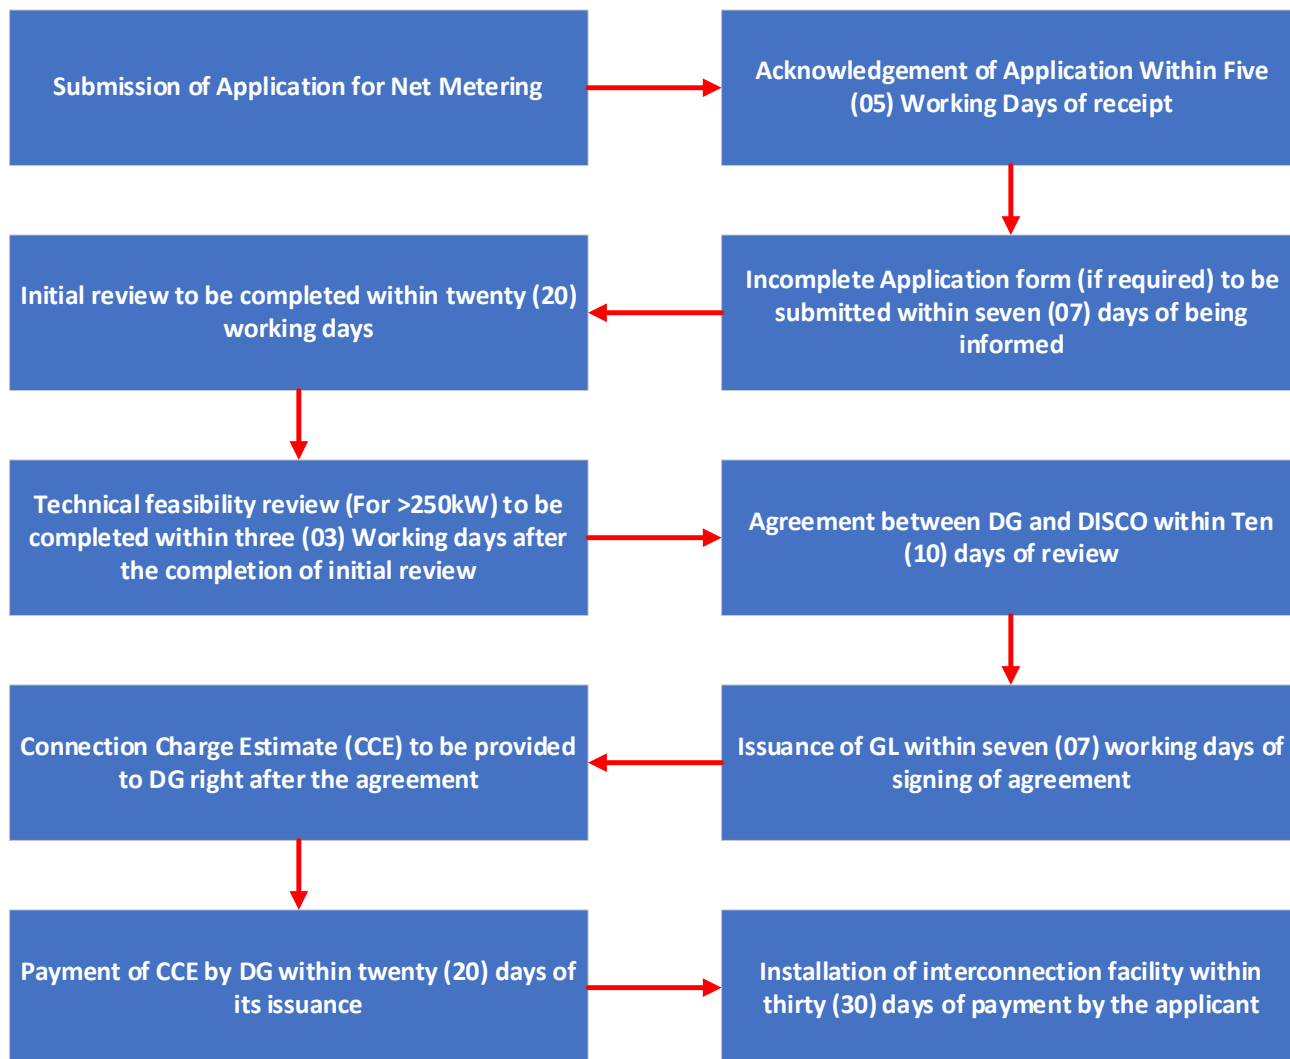 Submission of Application for Net Metering
Acknowledgement of Application Within Five
(05) Working Days of receipt
Incomplete Application form (if required) to be
submitted within seven (07) days of being
informed
Initial review to be completed within twenty (20)
working days
Technical feasibility review (For >250kW) to be
completed within three (03) Working days after
the completion of initial review
Agreement between DG and DISCO within Ten
(10) days of review
Issuance of GL within seven (07) working days of
signing of agreement
Connection Charge Estimate (CCE) to be provided
to DG right after the agreement
Payment of CCE by DG within twenty (20) days of
its issuance
Installation of interconnection facility within
thirty (30) days of payment by the applicant